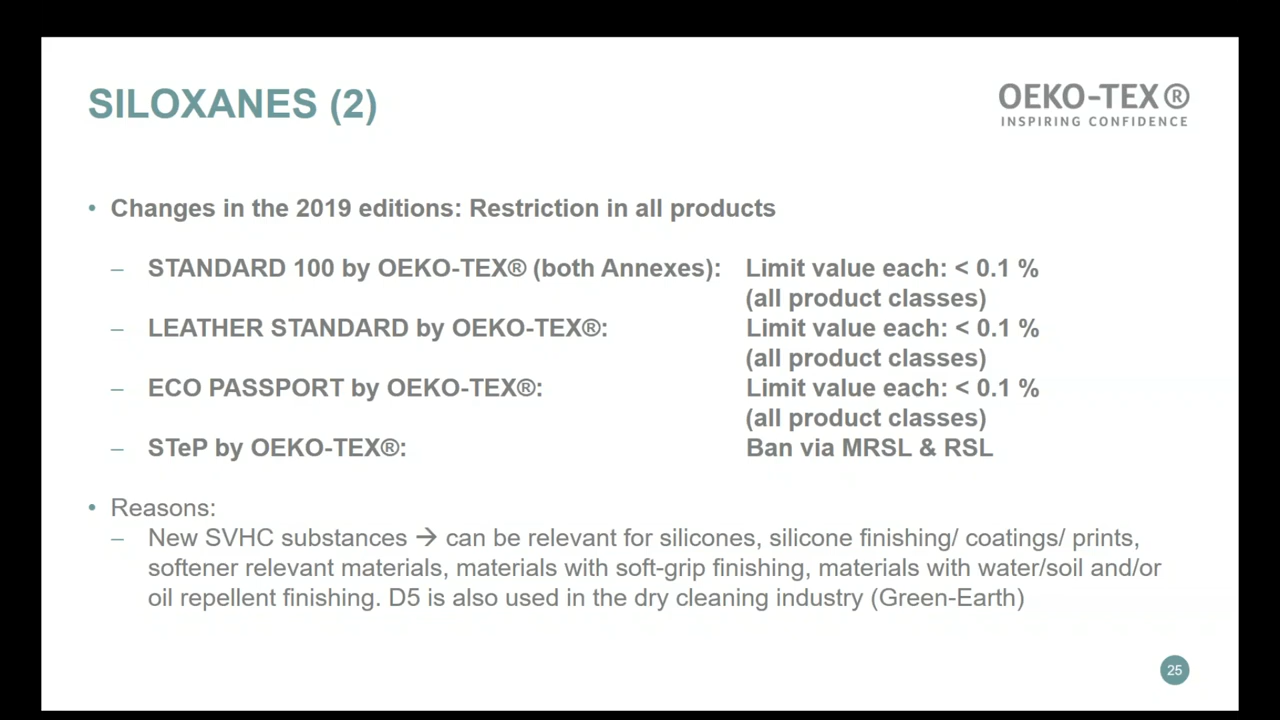 SILOXANES (2)
OEKO-TEX®
INSPIRING CONFIDENCE
• Changes in the 2019 editions: Restriction in all products
– STANDARD 100 by OEKO-TEX® (both Annexes): Limit value each: < 0.1 %
(all product classes)
– LEATHER STANDARD by OEKO-TEX®: Limit value each: < 0.1 %
(all product classes)
– ECO PASSPORT by OEKO-TEX®: Limit value each: < 0.1 %
(all product classes)
– STeP by OEKO-TEX®: Ban via MRSL & RSL
• Reasons:
– New SVHC substances → can be relevant for silicones, silicone finishing/ coatings/ prints,
softener relevant materials, materials with soft-grip finishing, materials with water/soil and/or
oil repellent finishing. D5 is also used in the dry cleaning industry (Green-Earth)
25